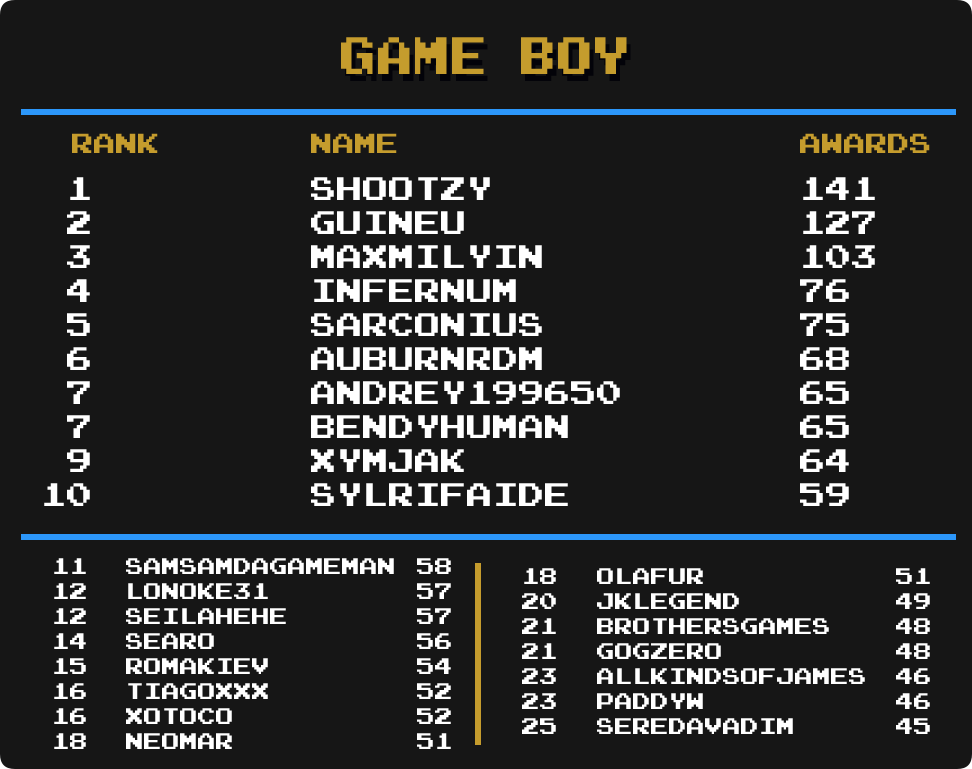 GAME BOY
RANK NAME AWARDS
1 SHOOTZY 141
2 GUINEU 127
3 MAXMILYIN 103
4 INFERNUM 76
5 SARCONIUS 75
6 AUBURNRDM 68
7 ANDREY199650 65
7 BENDYHUMAN 65
9 XYMJAK 64
10 SYLRIFAIDE 59
11 SAMSAMDAGAMEMAN 58
12 LONOKE31 57
12 SEILAHEHE 57
14 SEARO 56
15 ROMAKIEV 54
16 TIAGOXXX 52
16 XOTOCO 52
18 NEOMAR 51
18 OLAFUR 51
20 JKLEGEND 49
21 BROTHERSGAMES 48
21 GOGZERO 48
23 ALLKINDSOFJAMES 46
23 PADDYW 46
25 SEREDAVADIM 45